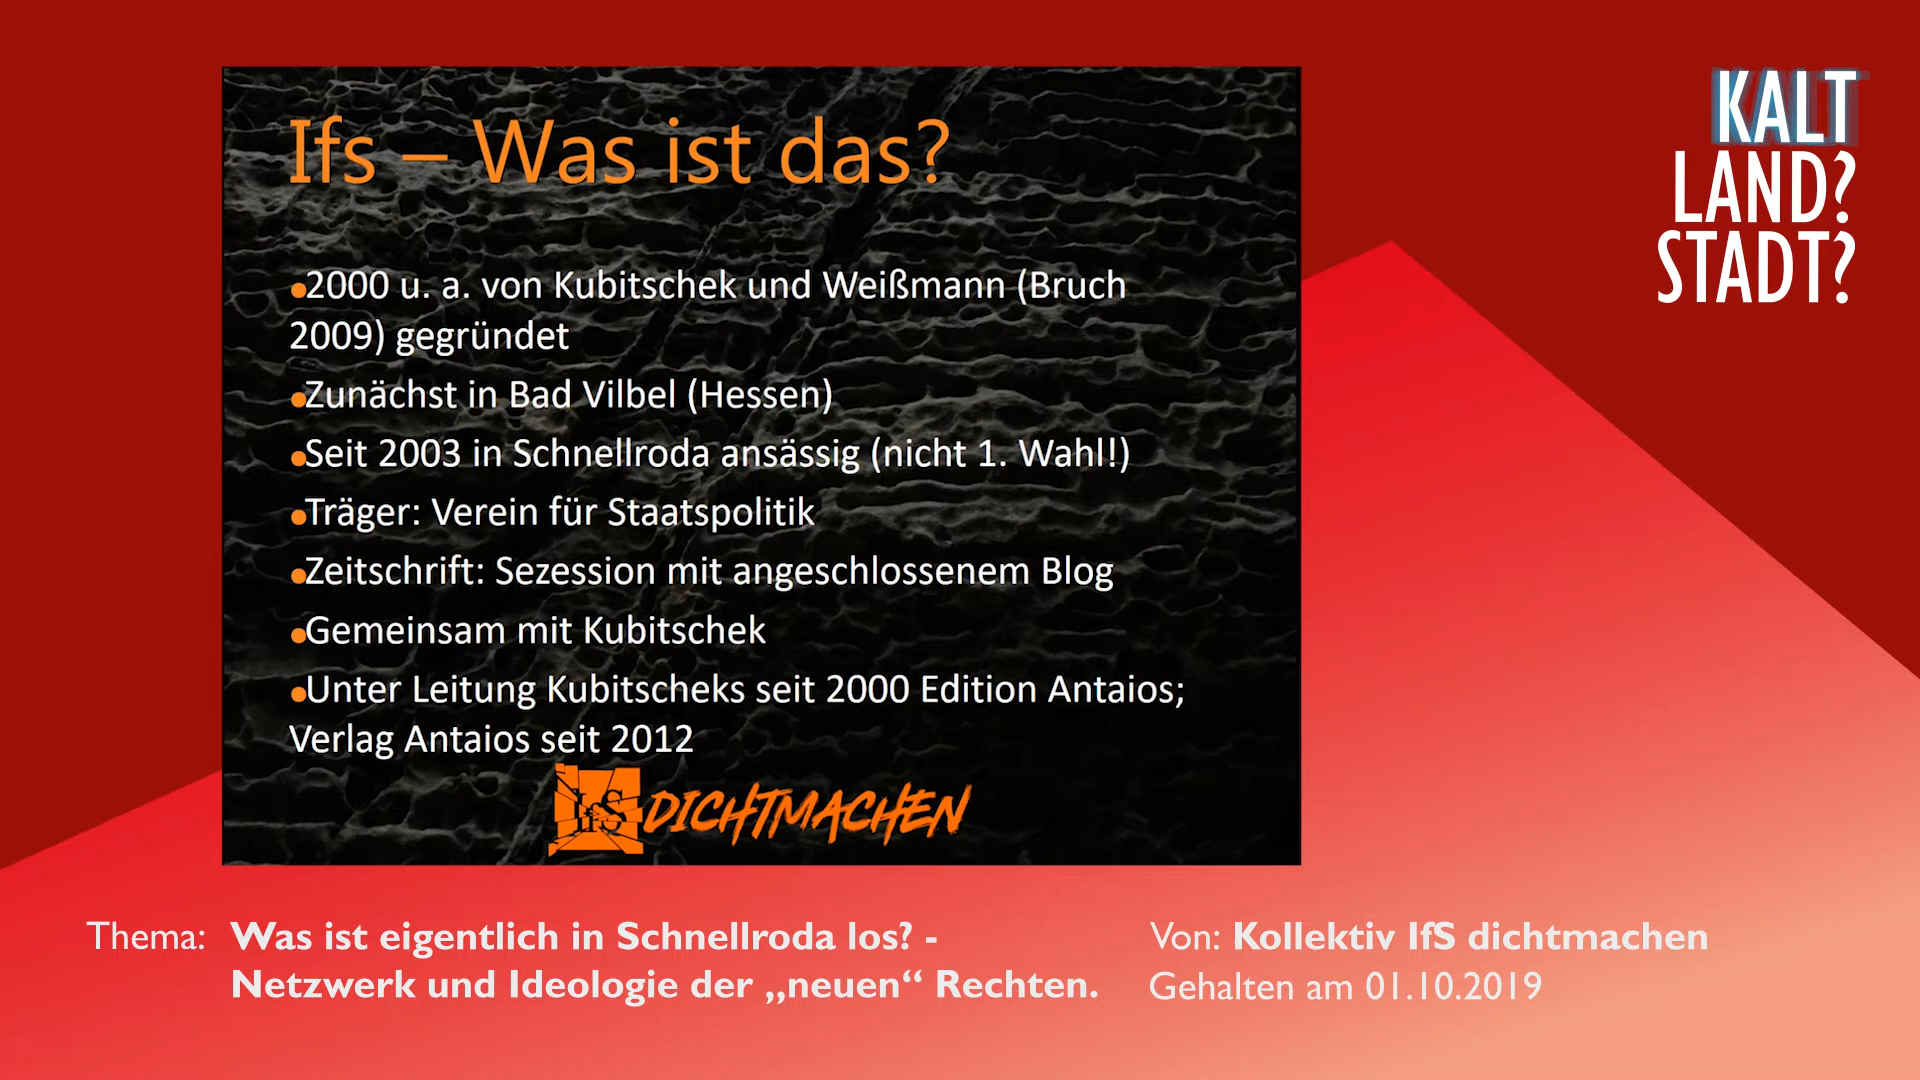 KALT
LAND?
STADT?
Ifs – Was ist das?
•2000 u. a. von Kubitschek und Weißmann (Bruch
2009) gegründet
•Zunächst in Bad Vilbel (Hessen)
•Seit 2003 in Schnellroda ansässig (nicht 1. Wahl!)
•Träger: Verein für Staatspolitik
•Zeitschrift: Sezession mit angeschlossenem Blog
•Gemeinsam mit Kubitschek
•Unter Leitung Kubitscheks seit 2000 Edition Antaios;
Verlag Antaios seit 2012
IfS DICHTMACHEN
Thema: Was ist eigentlich in Schnellroda los? -
Netzwerk und Ideologie der „neuen“ Rechten.
Von: Kollektiv IfS dichtmachen
Gehalten am 01.10.2019